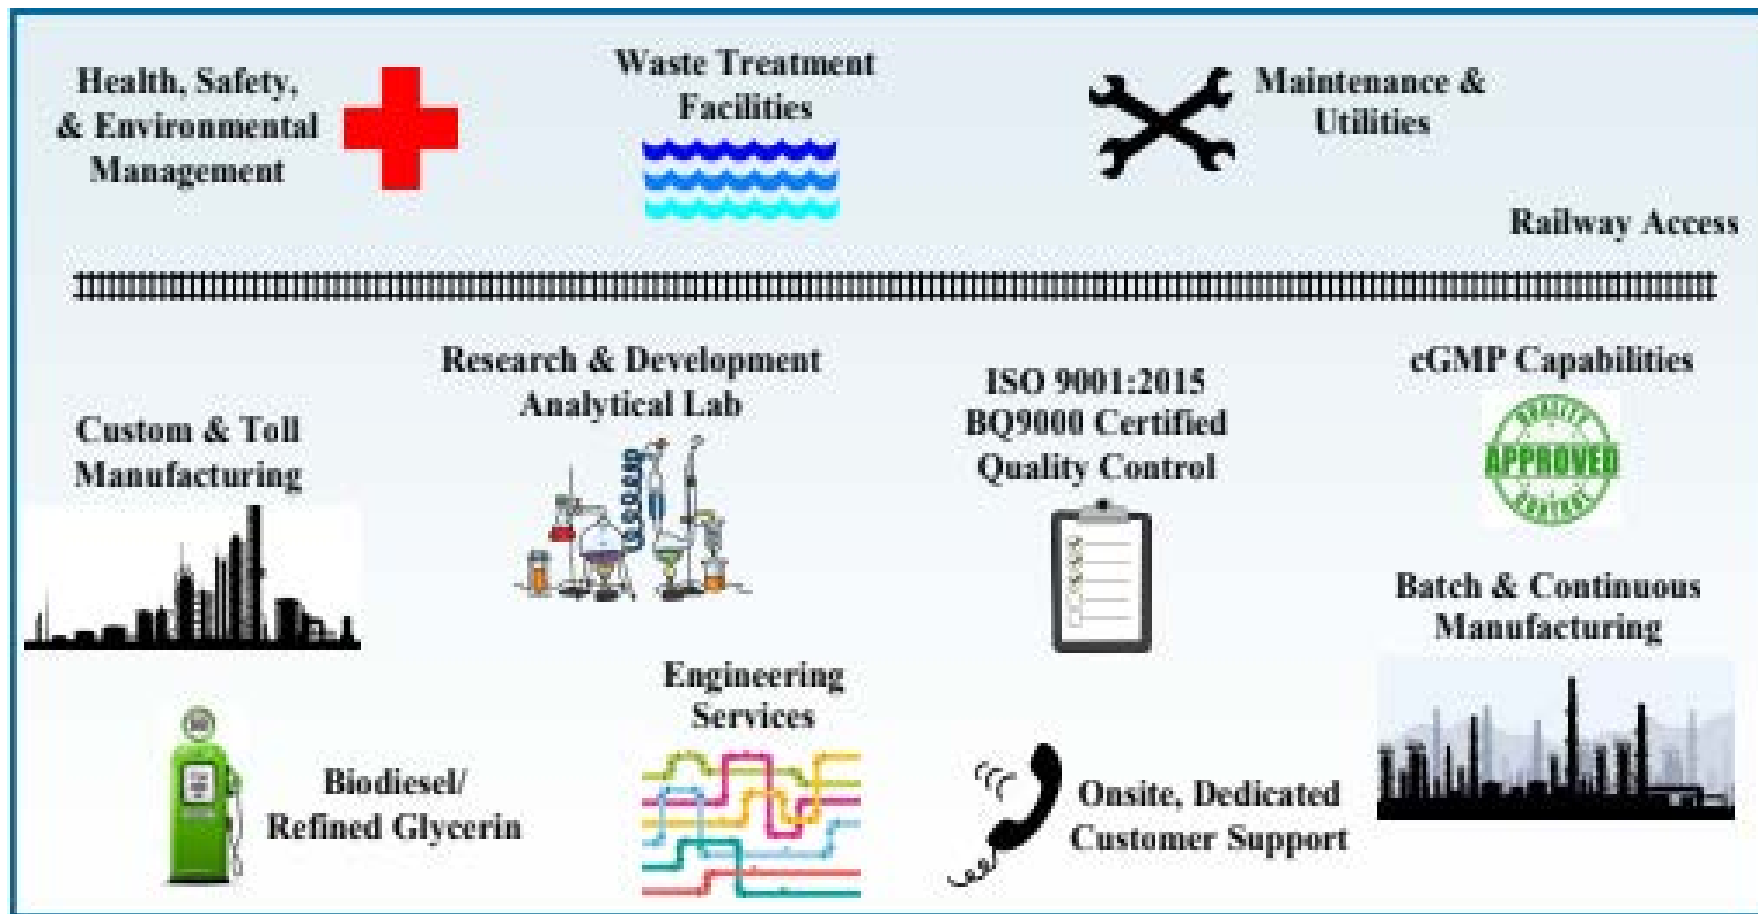 Health, Safety,
& Environmental
Management
Waste Treatment
Facilities
Maintenance &
Utilities
Railway Access
Research & Development
Analytical Lab
ISO 9001:2015
BQ9000 Certified
Quality Control
cGMP Capabilities
QUALITY
APPROVED
CONTROL
Custom & Toll
Manufacturing
Batch & Continuous
Manufacturing
Engineering
Services
Biodiesel/
Refined Glycerin
Onsite, Dedicated
Customer Support